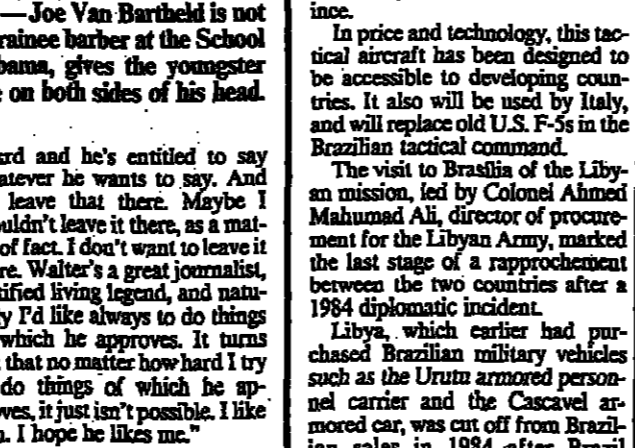 —Joe Van Bartheld is not
rainee barber at the School
bama, gives the youngster
e on both sides of his head.
ard and he's entitled to say
atever he wants to say. And
leave that there. Maybe I
uldn't leave it there, as a mat-
of fact. I don't want to leave it
re. Walter's a great journalist,
tified living legend, and natu-
y I'd like always to do things
which he approves. It turns
that no matter how hard I try
do things of which he ap-
ves, it just isn't possible. I like
. I hope he likes me."
ince.
In price and technology, this tac-
tical aircraft has been designed to
be accessible to developing coun-
tries. It also will be used by Italy,
and will replace old U.S. F-5s in the
Brazilian tactical command.
The visit to Brasília of the Liby-
an mission, led by Colonel Ahmed
Mahumad Ali, director of procure-
ment for the Libyan Army, marked
the last stage of a rapprochement
between the two countries after a
1984 diplomatic incident.
Libya, which earlier had pur-
chased Brazilian military vehicles
such as the Urutu armored person-
nel carrier and the Cascavel ar-
mored car, was cut off from Brazil-
ian sales in 1984 after Brazil